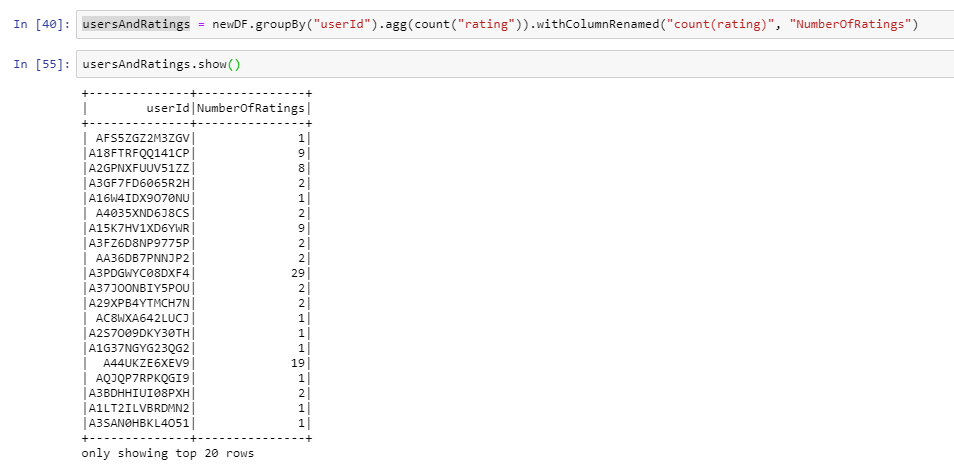 In [40]: usersAndRatings = newDF.groupBy("userId").agg(count("rating")).withColumnRenamed("count(rating)", "NumberOfRatings")
In [55]: usersAndRatings.show()
+--------------+---------------+
|        userId|NumberOfRatings|
+--------------+---------------+
| AFS5ZGZ2M3ZGV|              1|
|A18FTRFQQ141CP|              9|
|A2GPNXFUUV51ZZ|              8|
|A3GF7FD6065R2H|              2|
|A16W4IDX9O70NU|              1|
| A4035XND6J8CS|              2|
|A15K7HV1XD6YWR|              9|
|A3FZ6D8NP9775P|              2|
| AA36DB7PNNJP2|              2|
|A3PDGWYC08DXF4|             29|
|A37JOONBIY5POU|              2|
|A29XPB4YTMCH7N|              2|
| AC8WXA642LUCJ|              1|
|A2S7O09DKY30TH|              1|
|A1G37NGYG23QG2|              1|
|  A44UKZE6XEV9|             19|
| AQJQP7RPKQGI9|              1|
|A3BDHHIUI08PXH|              2|
|A1LT2ILVBRDMN2|              1|
|A3SAN0HBKL4O51|              1|
+--------------+---------------+
only showing top 20 rows